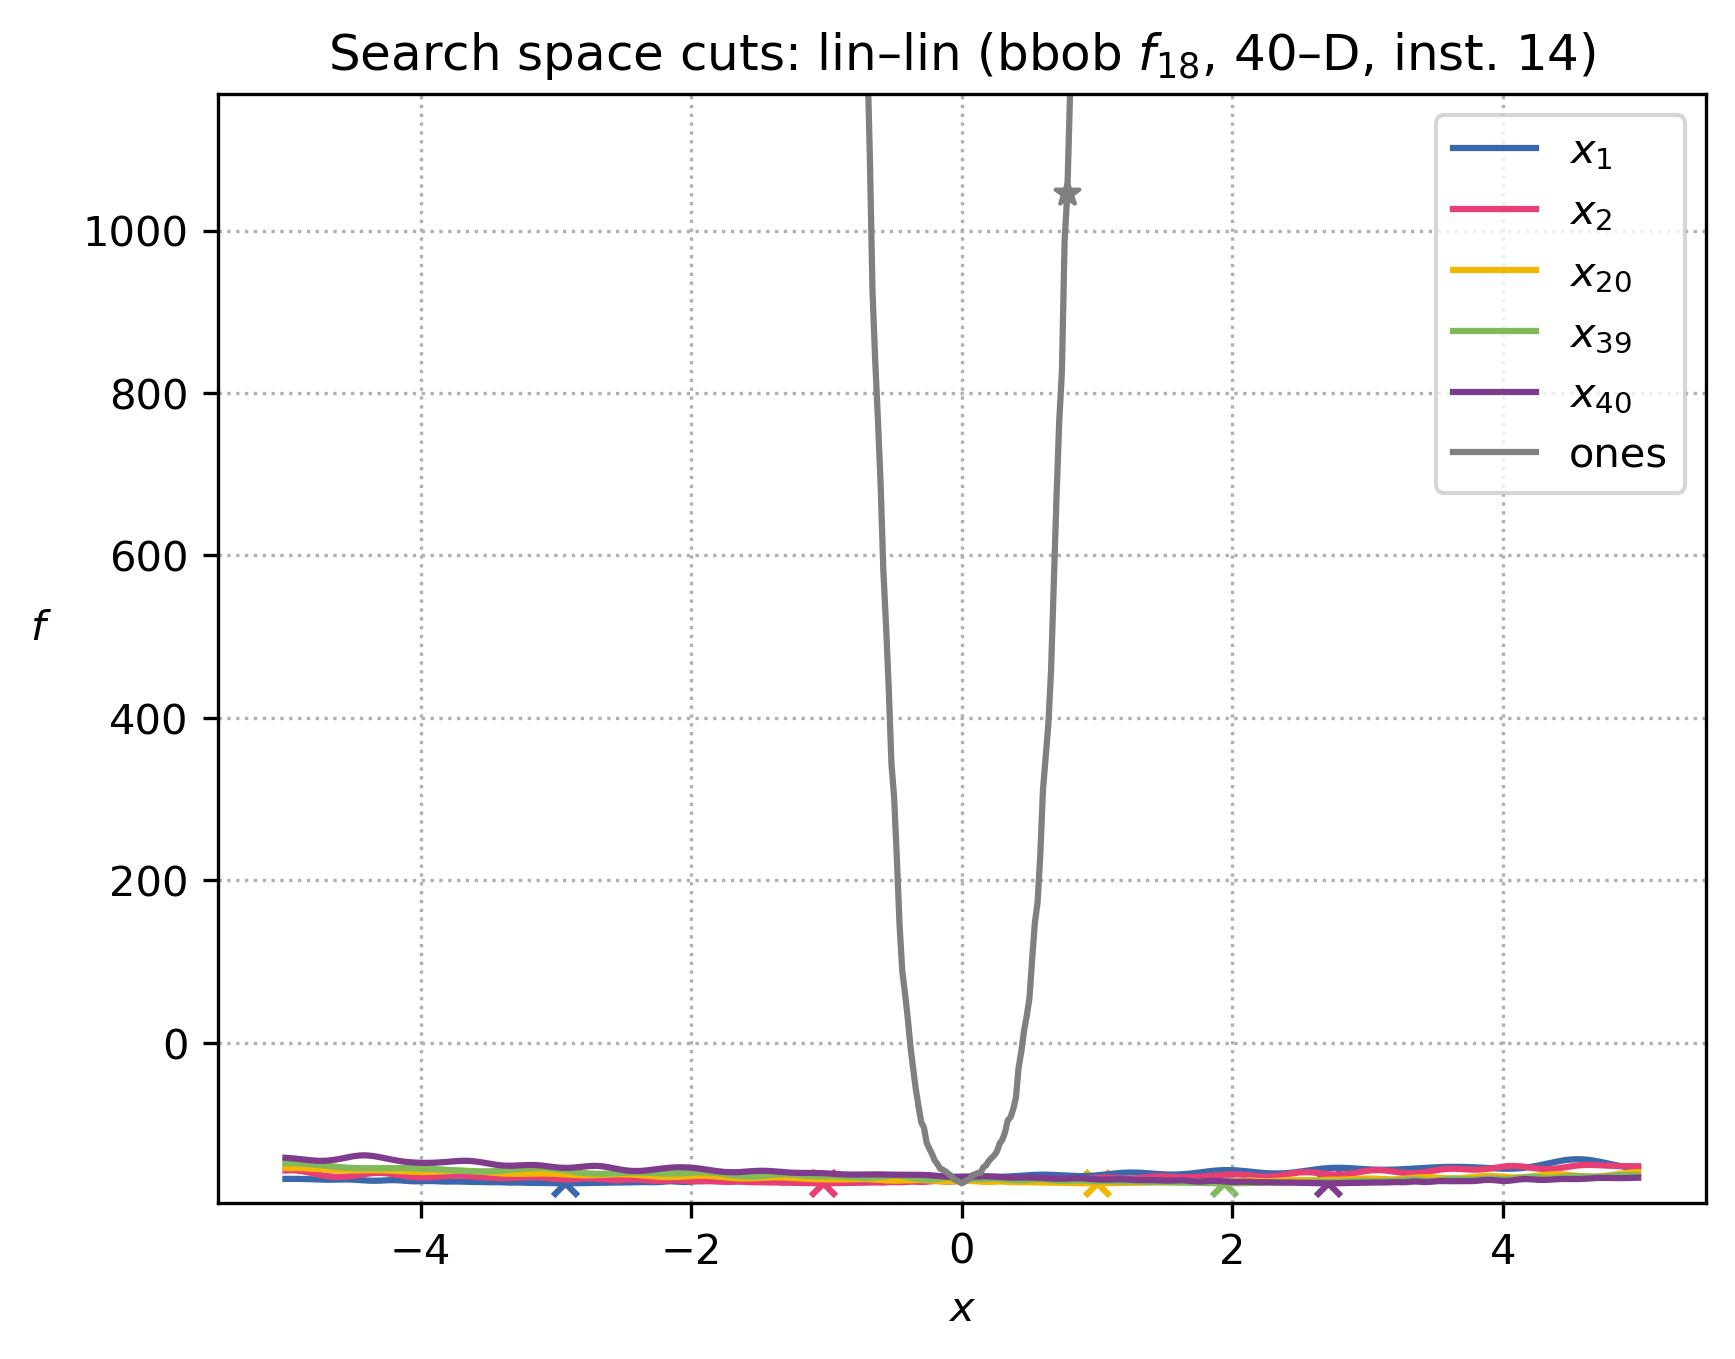 Search space cuts: lin–lin (bbob f₁₈, 40–D, inst. 14)
x₁
x₂
x₂₀
x₃₉
x₄₀
ones
1000
800
600
400
200
0
f
−4 −2 0 2 4
x